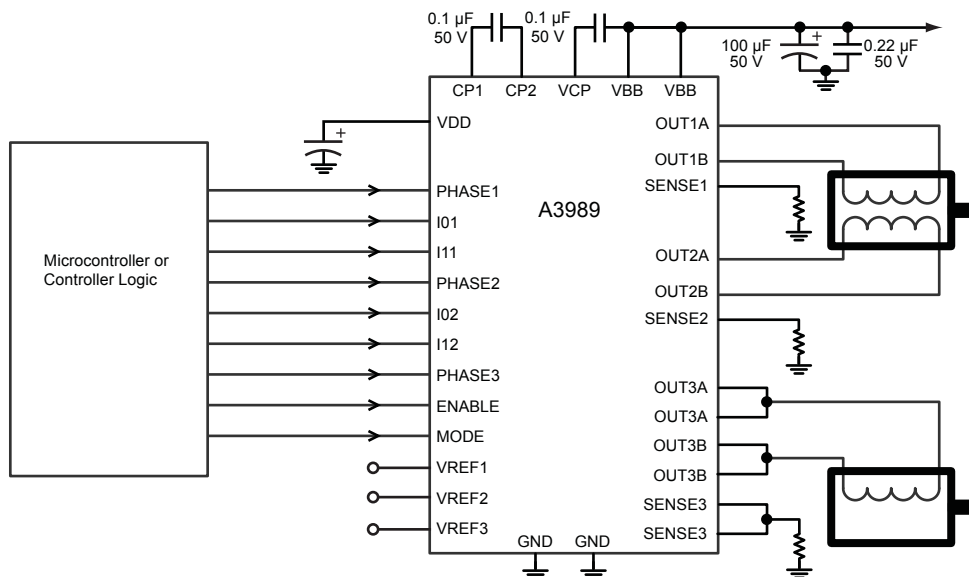 0.1 µF
50 V
0.1 µF
50 V
100 µF
50 V
0.22 µF
50 V
+
CP1
CP2
VCP
VBB
VBB
+
VDD
PHASE1
I01
I11
PHASE2
I02
I12
PHASE3
ENABLE
MODE
VREF1
VREF2
VREF3
A3989
Microcontroller or
Controller Logic
OUT1A
OUT1B
SENSE1
OUT2A
OUT2B
SENSE2
OUT3A
OUT3A
OUT3B
OUT3B
SENSE3
SENSE3
GND
GND